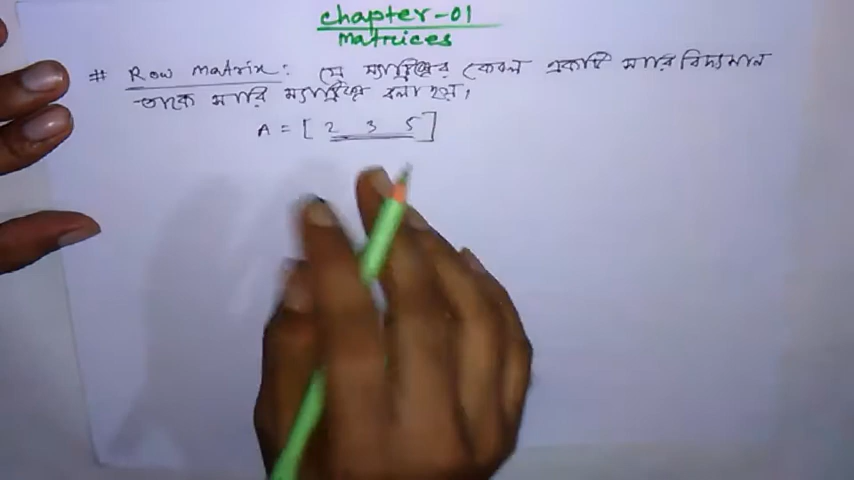 chapter-01
Matrices
# Row matrix: যে ম্যাট্রিক্সের কেবল একটি সারি বিদ্যমান
তাকে সারি ম্যাট্রিক্স বলা হয়।
A = [ 2 3 5 ]